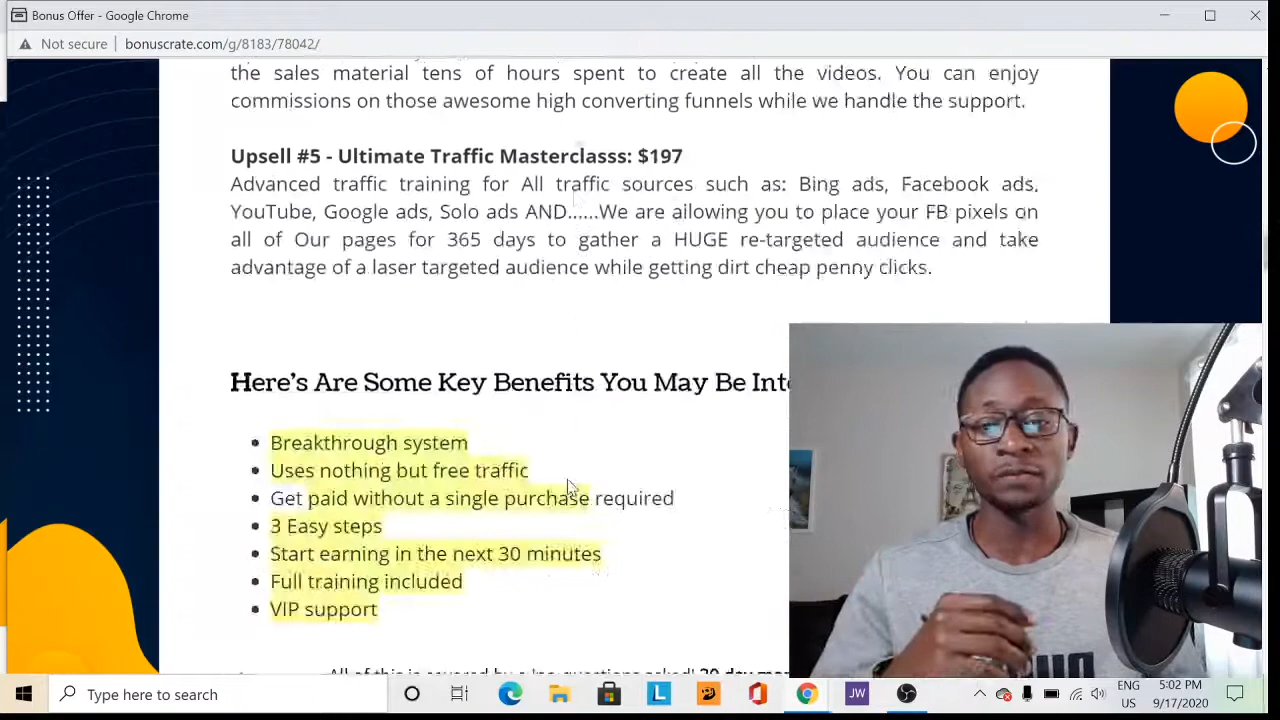 Bonus Offer - Google Chrome
Not secure
bonuscrate.com/g/8183/78042/
the sales material tens of hours spent to create all the videos. You can enjoy
commissions on those awesome high converting funnels while we handle the support.
Upsell #5 - Ultimate Traffic Masterclasss: $197
Advanced traffic training for All traffic sources such as: Bing ads, Facebook ads,
YouTube, Google ads, Solo ads AND......We are ailowing you to place your FB pixels on
all of Our pages for 365 days to gather a HUGE re-targeted audience and take
advantage of a laser targeted audience while getting dirt cheap penny clicks.
Here's Are Some Key Benefits You May Be
• Breakthrough system
• Uses nothing but free traffic
• Get paid without a single purchase required
• 3 Easy steps
• Start earning in the next 30 minutes
• Full training included
• VIP support
Type here to search
L
JW
ENG
US
5:02 PM
9/17/2020